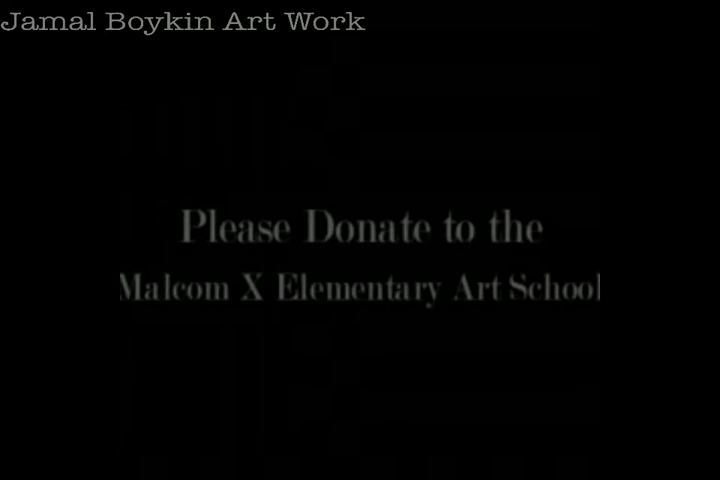 Jamal Boykin Art Work
Please Donate to the
Malcom X Elementary Art School